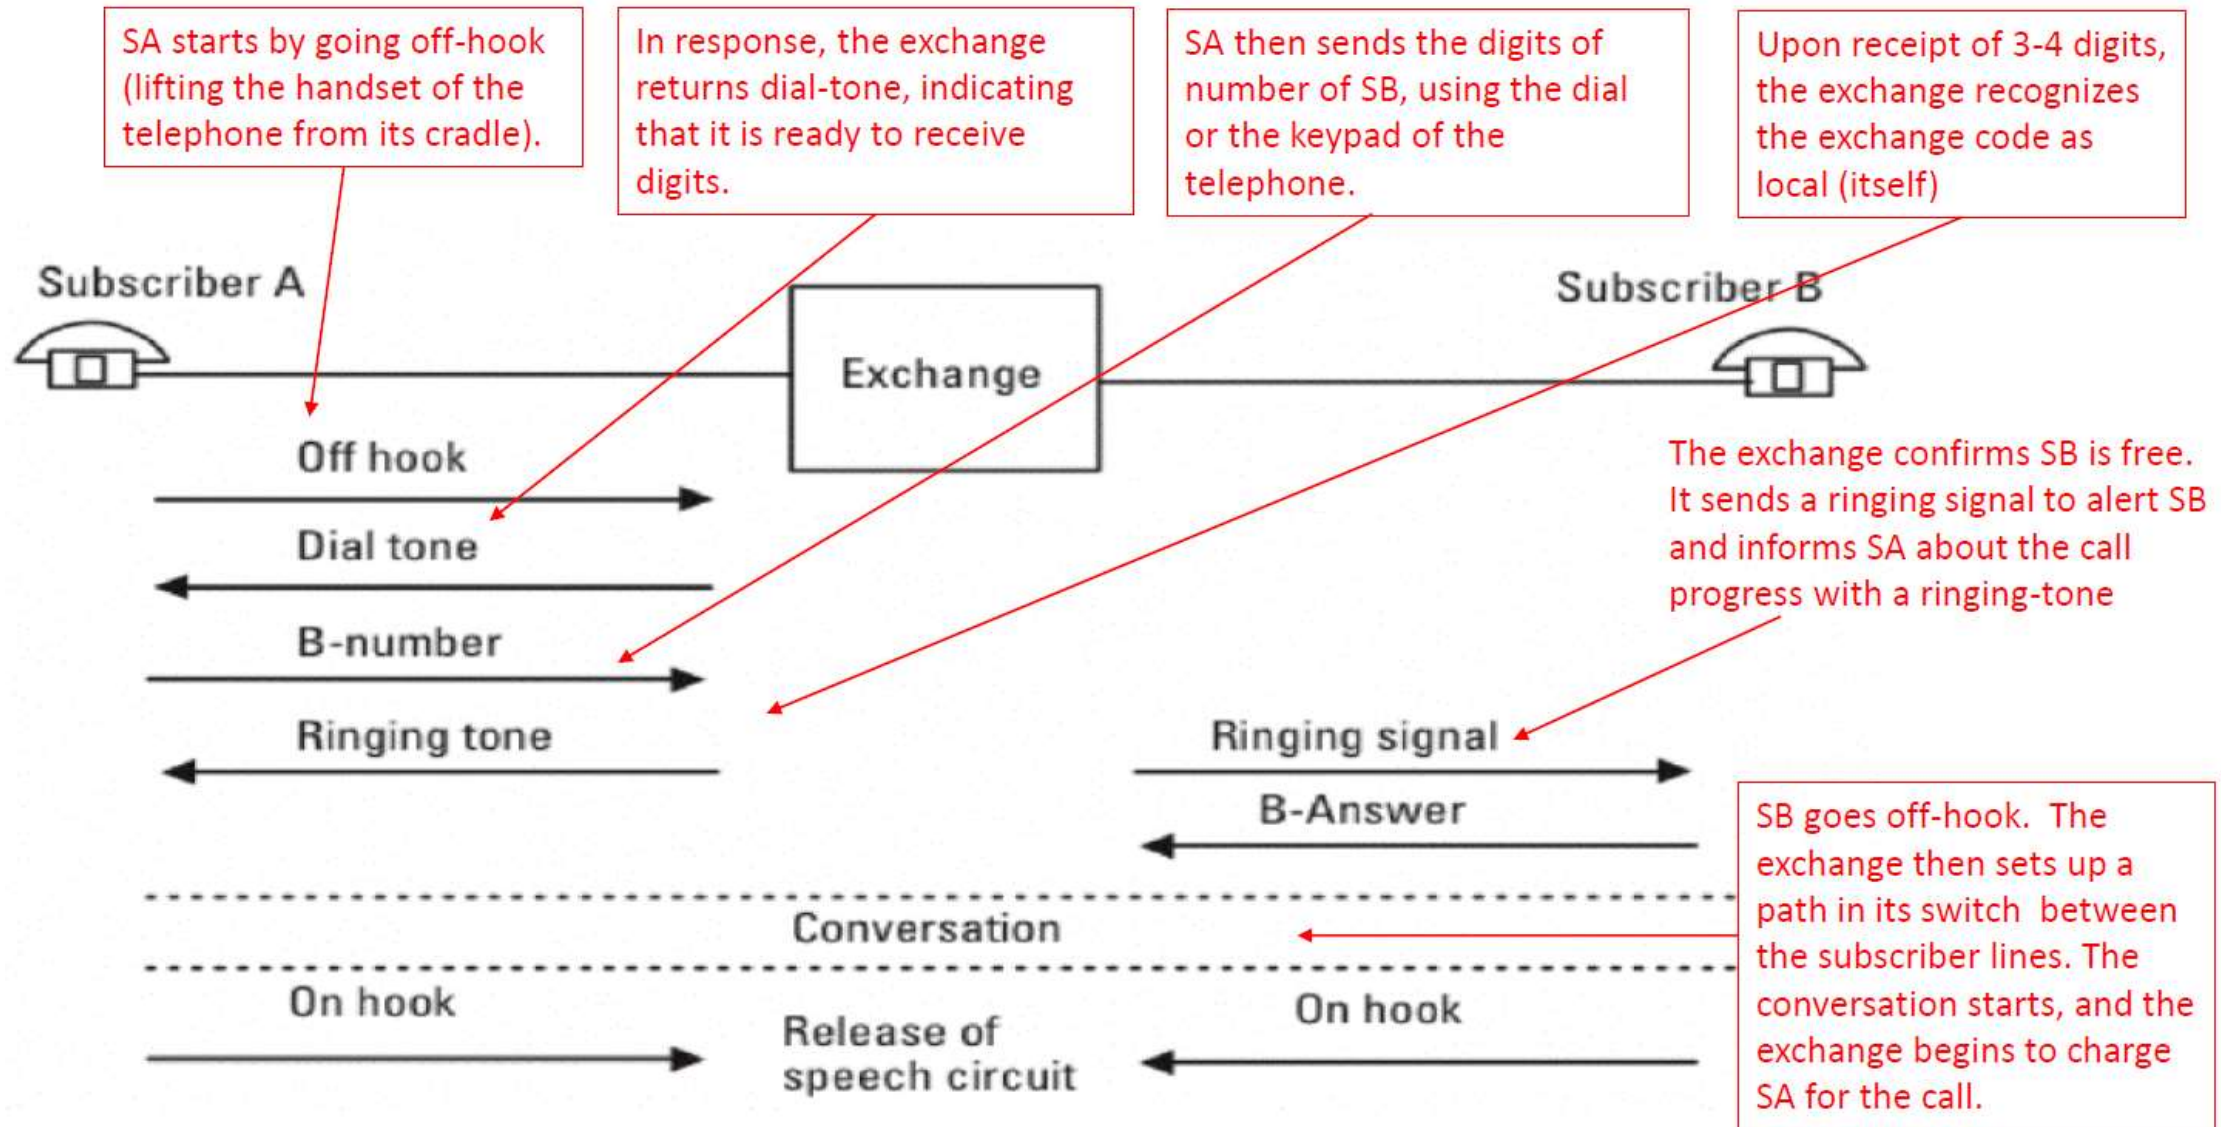 SA starts by going off-hook
(lifting the handset of the
telephone from its cradle).
In response, the exchange
returns dial-tone, indicating
that it is ready to receive
digits.
SA then sends the digits of
number of SB, using the dial
or the keypad of the
telephone.
Upon receipt of 3-4 digits,
the exchange recognizes
the exchange code as
local (itself)
Subscriber A
Exchange
Subscriber B
Off hook
Dial tone
B-number
Ringing tone
The exchange confirms SB is free.
It sends a ringing signal to alert SB
and informs SA about the call
progress with a ringing-tone
Ringing signal
B-Answer
Conversation
SB goes off-hook.  The
exchange then sets up a
path in its switch  between
the subscriber lines. The
conversation starts, and the
exchange begins to charge
SA for the call.
On hook
Release of
speech circuit
On hook